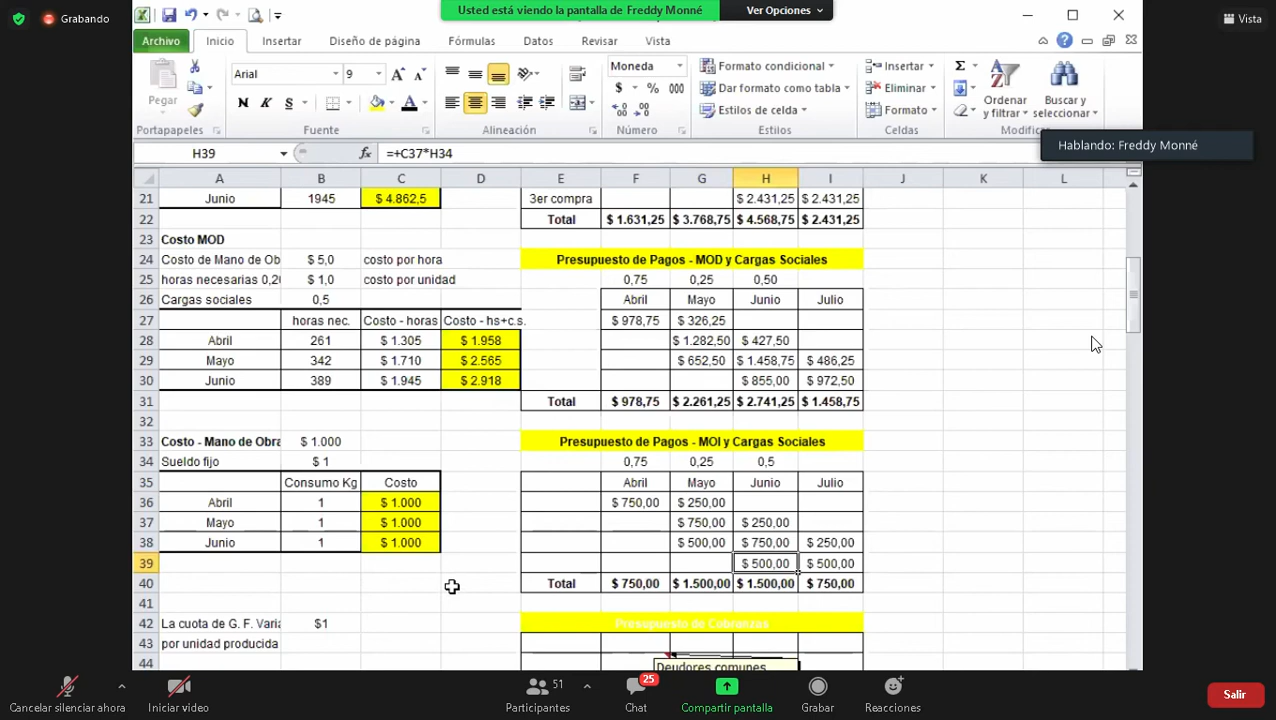 Grabando
Usted está viendo la pantalla de Freddy Monné
Ver Opciones
Vista
Archivo Inicio Insertar Diseño de página Fórmulas Datos Revisar Vista
Pegar
Arial 9
N K S
Moneda
$ % 000
Formato condicional
Dar formato como tabla
Estilos de celda
Insertar
Eliminar
Formato
Ordenar y filtrar
Buscar y seleccionar
Portapapeles Fuente Alineación Número Estilos Celdas Modific
Hablando: Freddy Monné
H39 fx =+C37*H34
A B C D E F G H I J K L
21 Junio 1945 $ 4.862,5 3er compra $ 2.431,25 $ 2.431,25
22 Total $ 1.631,25 $ 3.768,75 $ 4.568,75 $ 2.431,25
23 Costo MOD
24 Costo de Mano de Ob $ 5,0 costo por hora Presupuesto de Pagos - MOD y Cargas Sociales
25 horas necesarias 0,20 $ 1,0 costo por unidad 0,75 0,25 0,50
26 Cargas sociales 0,5 Abril Mayo Junio Julio
27 horas nec. Costo - horas Costo - hs+c.s. $ 978,75 $ 326,25
28 Abril 261 $ 1.305 $ 1.958 $ 1.282,50 $ 427,50
29 Mayo 342 $ 1.710 $ 2.565 $ 652,50 $ 1.458,75 $ 486,25
30 Junio 389 $ 1.945 $ 2.918 $ 855,00 $ 972,50
31 Total $ 978,75 $ 2.261,25 $ 2.741,25 $ 1.458,75
32
33 Costo - Mano de Obra $ 1.000 Presupuesto de Pagos - MOI y Cargas Sociales
34 Sueldo fijo $ 1 0,75 0,25 0,5
35 Consumo Kg Costo Abril Mayo Junio Julio
36 Abril 1 $ 1.000 $ 750,00 $ 250,00
37 Mayo 1 $ 1.000 $ 750,00 $ 250,00
38 Junio 1 $ 1.000 $ 500,00 $ 750,00 $ 250,00
39 $ 500,00 $ 500,00
40 Total $ 750,00 $ 1.500,00 $ 1.500,00 $ 750,00
41
42 La cuota de G. F. Varia $1 Presupuesto de Cobranzas
43 por unidad producida
44 Deudores comunes
Cancelar silenciar ahora
Iniciar video
51
Participantes
25
Chat
Compartir pantalla
Grabar
Reacciones
Salir